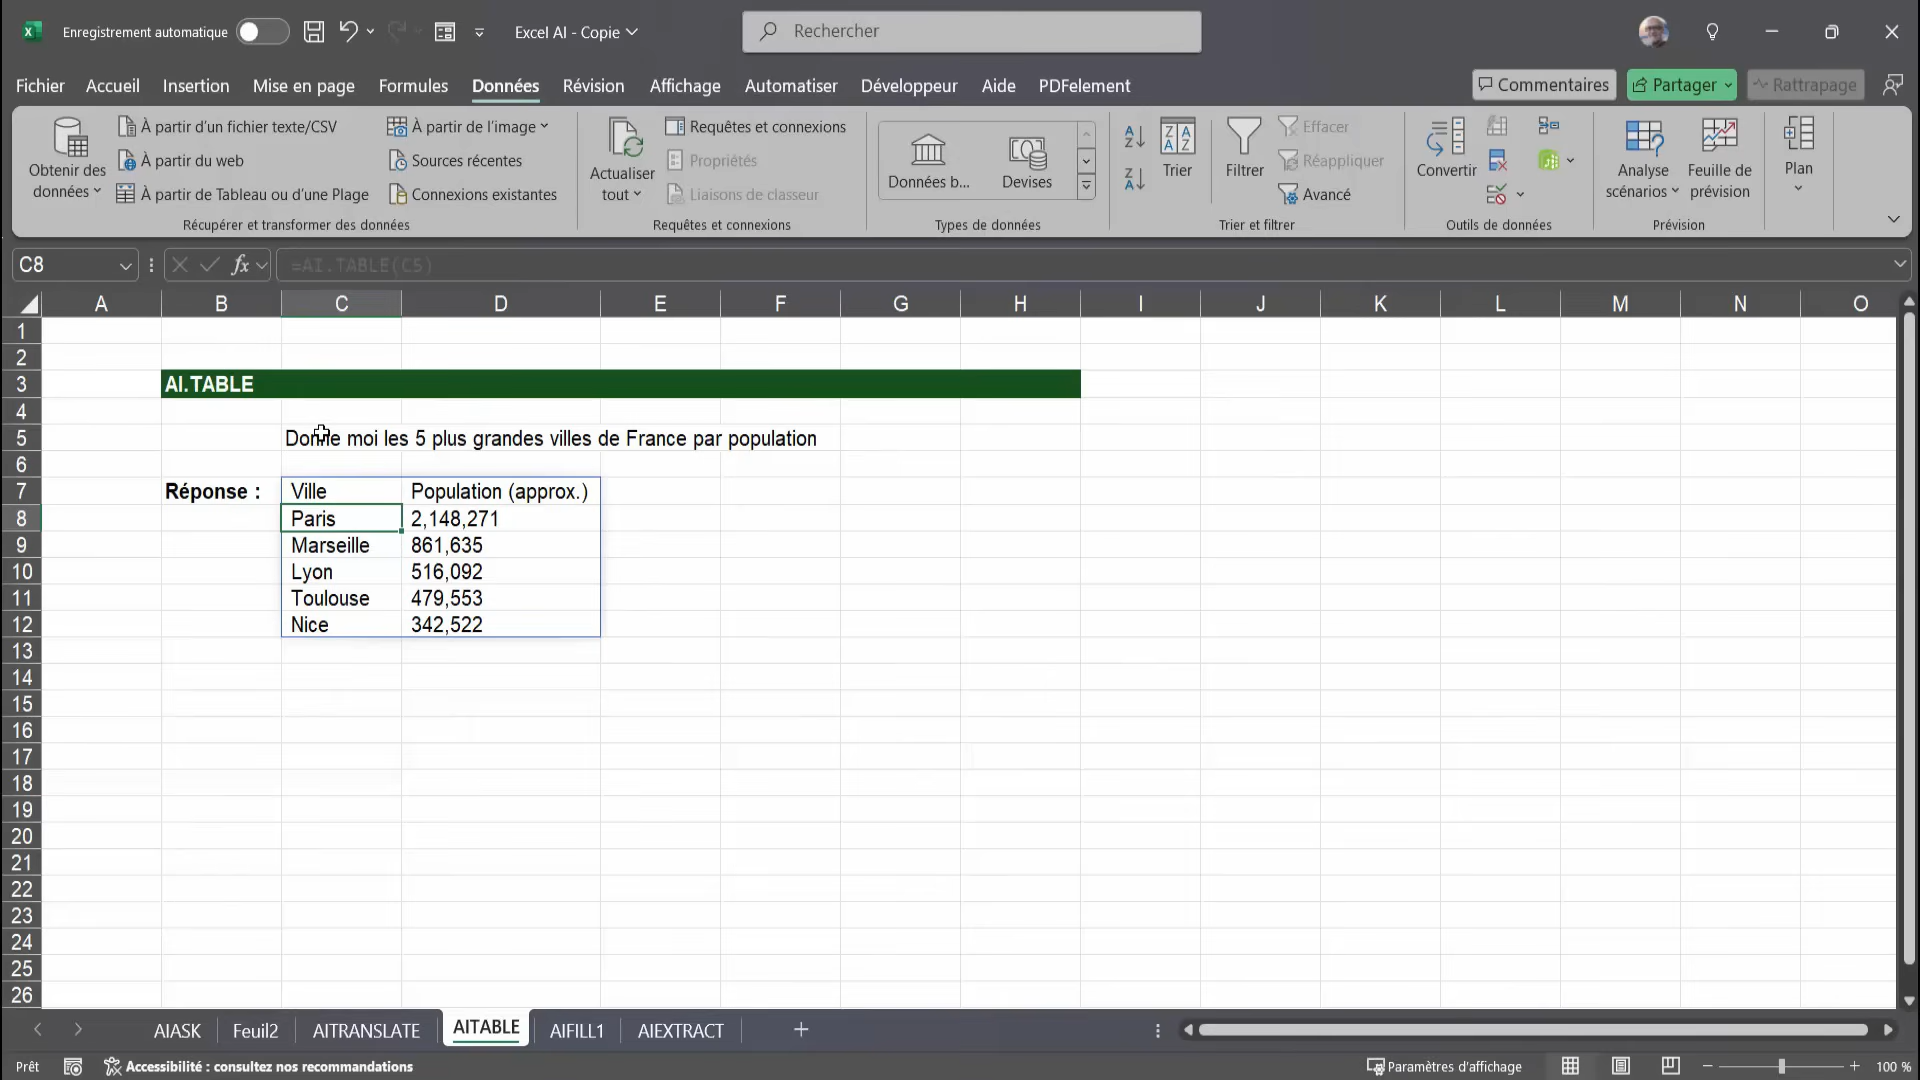 Enregistrement automatique
Excel AI - Copie
Rechercher
Fichier Accueil Insertion Mise en page Formules Données Révision Affichage Automatiser Développeur Aide PDFelement
Commentaires Partager Rattrapage
Obtenir des données
À partir d'un fichier texte/CSV
À partir du web
À partir de Tableau ou d'une Plage
À partir de l'image
Sources récentes
Connexions existantes
Récupérer et transformer des données
Actualiser tout
Requêtes et connexions
Propriétés
Liaisons de classeur
Requêtes et connexions
Données b... Devises
Types de données
Trier
Filtrer
Effacer
Réappliquer
Avancé
Trier et filtrer
Convertir
Outils de données
Analyse scénarios
Feuille de prévision
Prévision
Plan
C8
fx
=AI.TABLE(C5)
A B C D E F G H I J K L M N O
1
2
3 AI.TABLE
4
5 Donne moi les 5 plus grandes villes de France par population
6
7 Réponse : Ville Population (approx.)
8 Paris 2,148,271
9 Marseille 861,635
10 Lyon 516,092
11 Toulouse 479,553
12 Nice 342,522
13
14
15
16
17
18
19
20
21
22
23
24
25
26
AIASK Feuil2 AITRANSLATE AITABLE AIFILL1 AIEXTRACT
Prêt
Accessibilité : consultez nos recommandations
Paramètres d'affichage
100 %